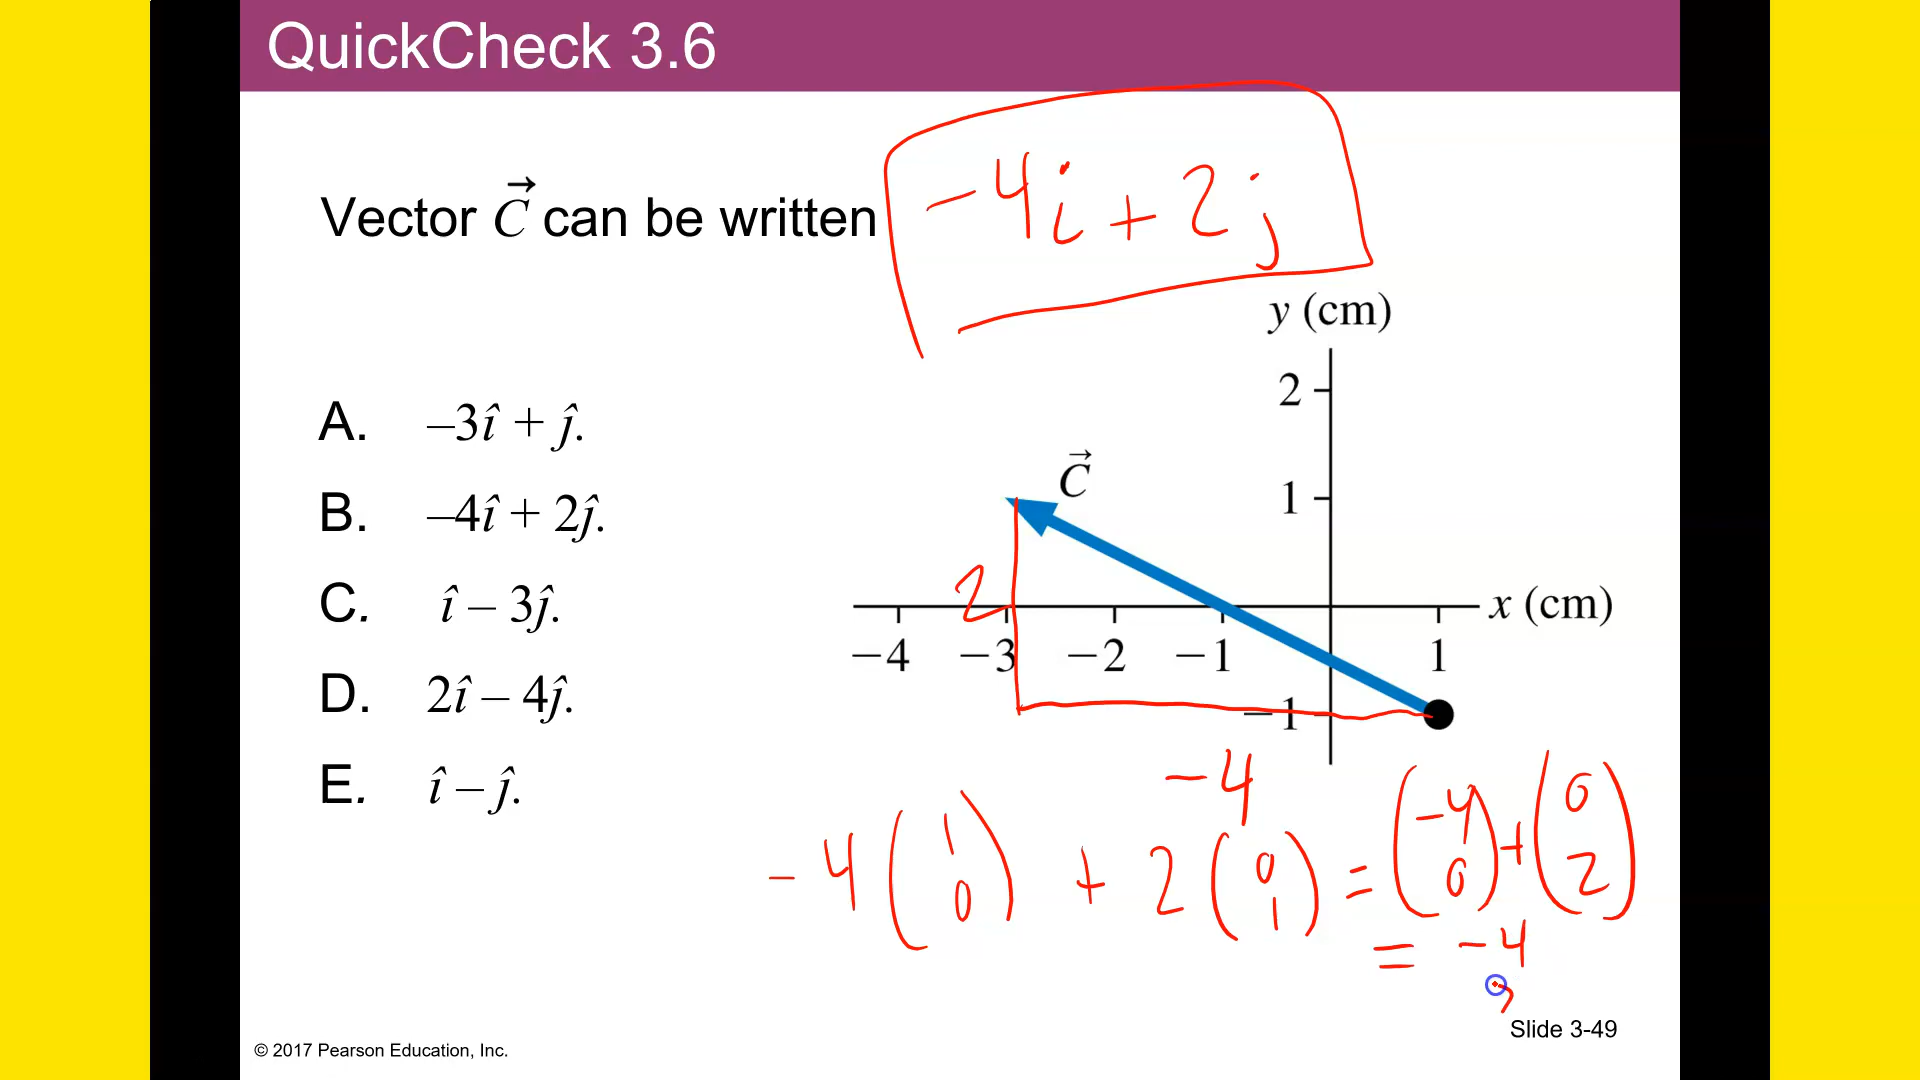 QuickCheck 3.6
Vector C⃗ can be written
-4i + 2j
y (cm)
A. –3î + ĵ.
B. –4î + 2ĵ.
C. î – 3ĵ.
D. 2î – 4ĵ.
E. î – ĵ.
2
C⃗
1
2
x (cm)
−4 −3 −2 −1 1
−1
-4
-4 (1 0) + 2 (0 1) = (-4 0) + (0 2)
= -4
Slide 3-49
© 2017 Pearson Education, Inc.